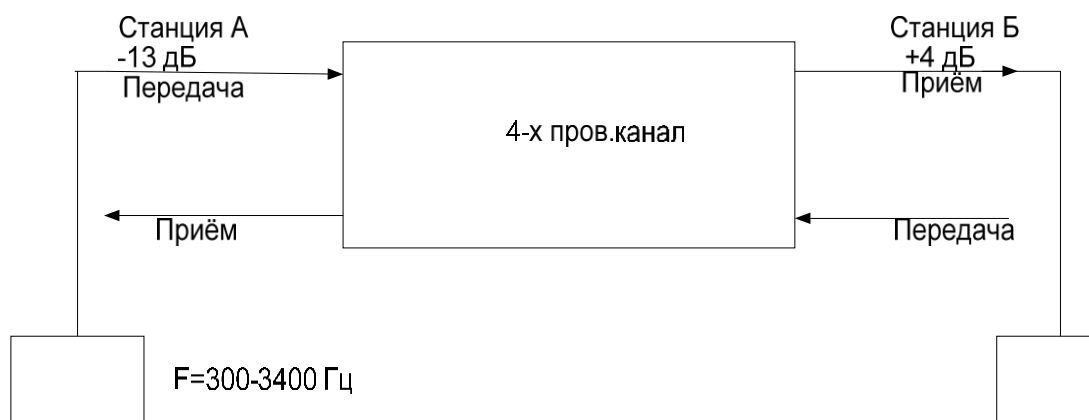 Станция А
-13 дБ
Передача
Станция Б
+4 дБ
Приём
4-х пров.канал
Приём
Передача
F=300-3400 Гц